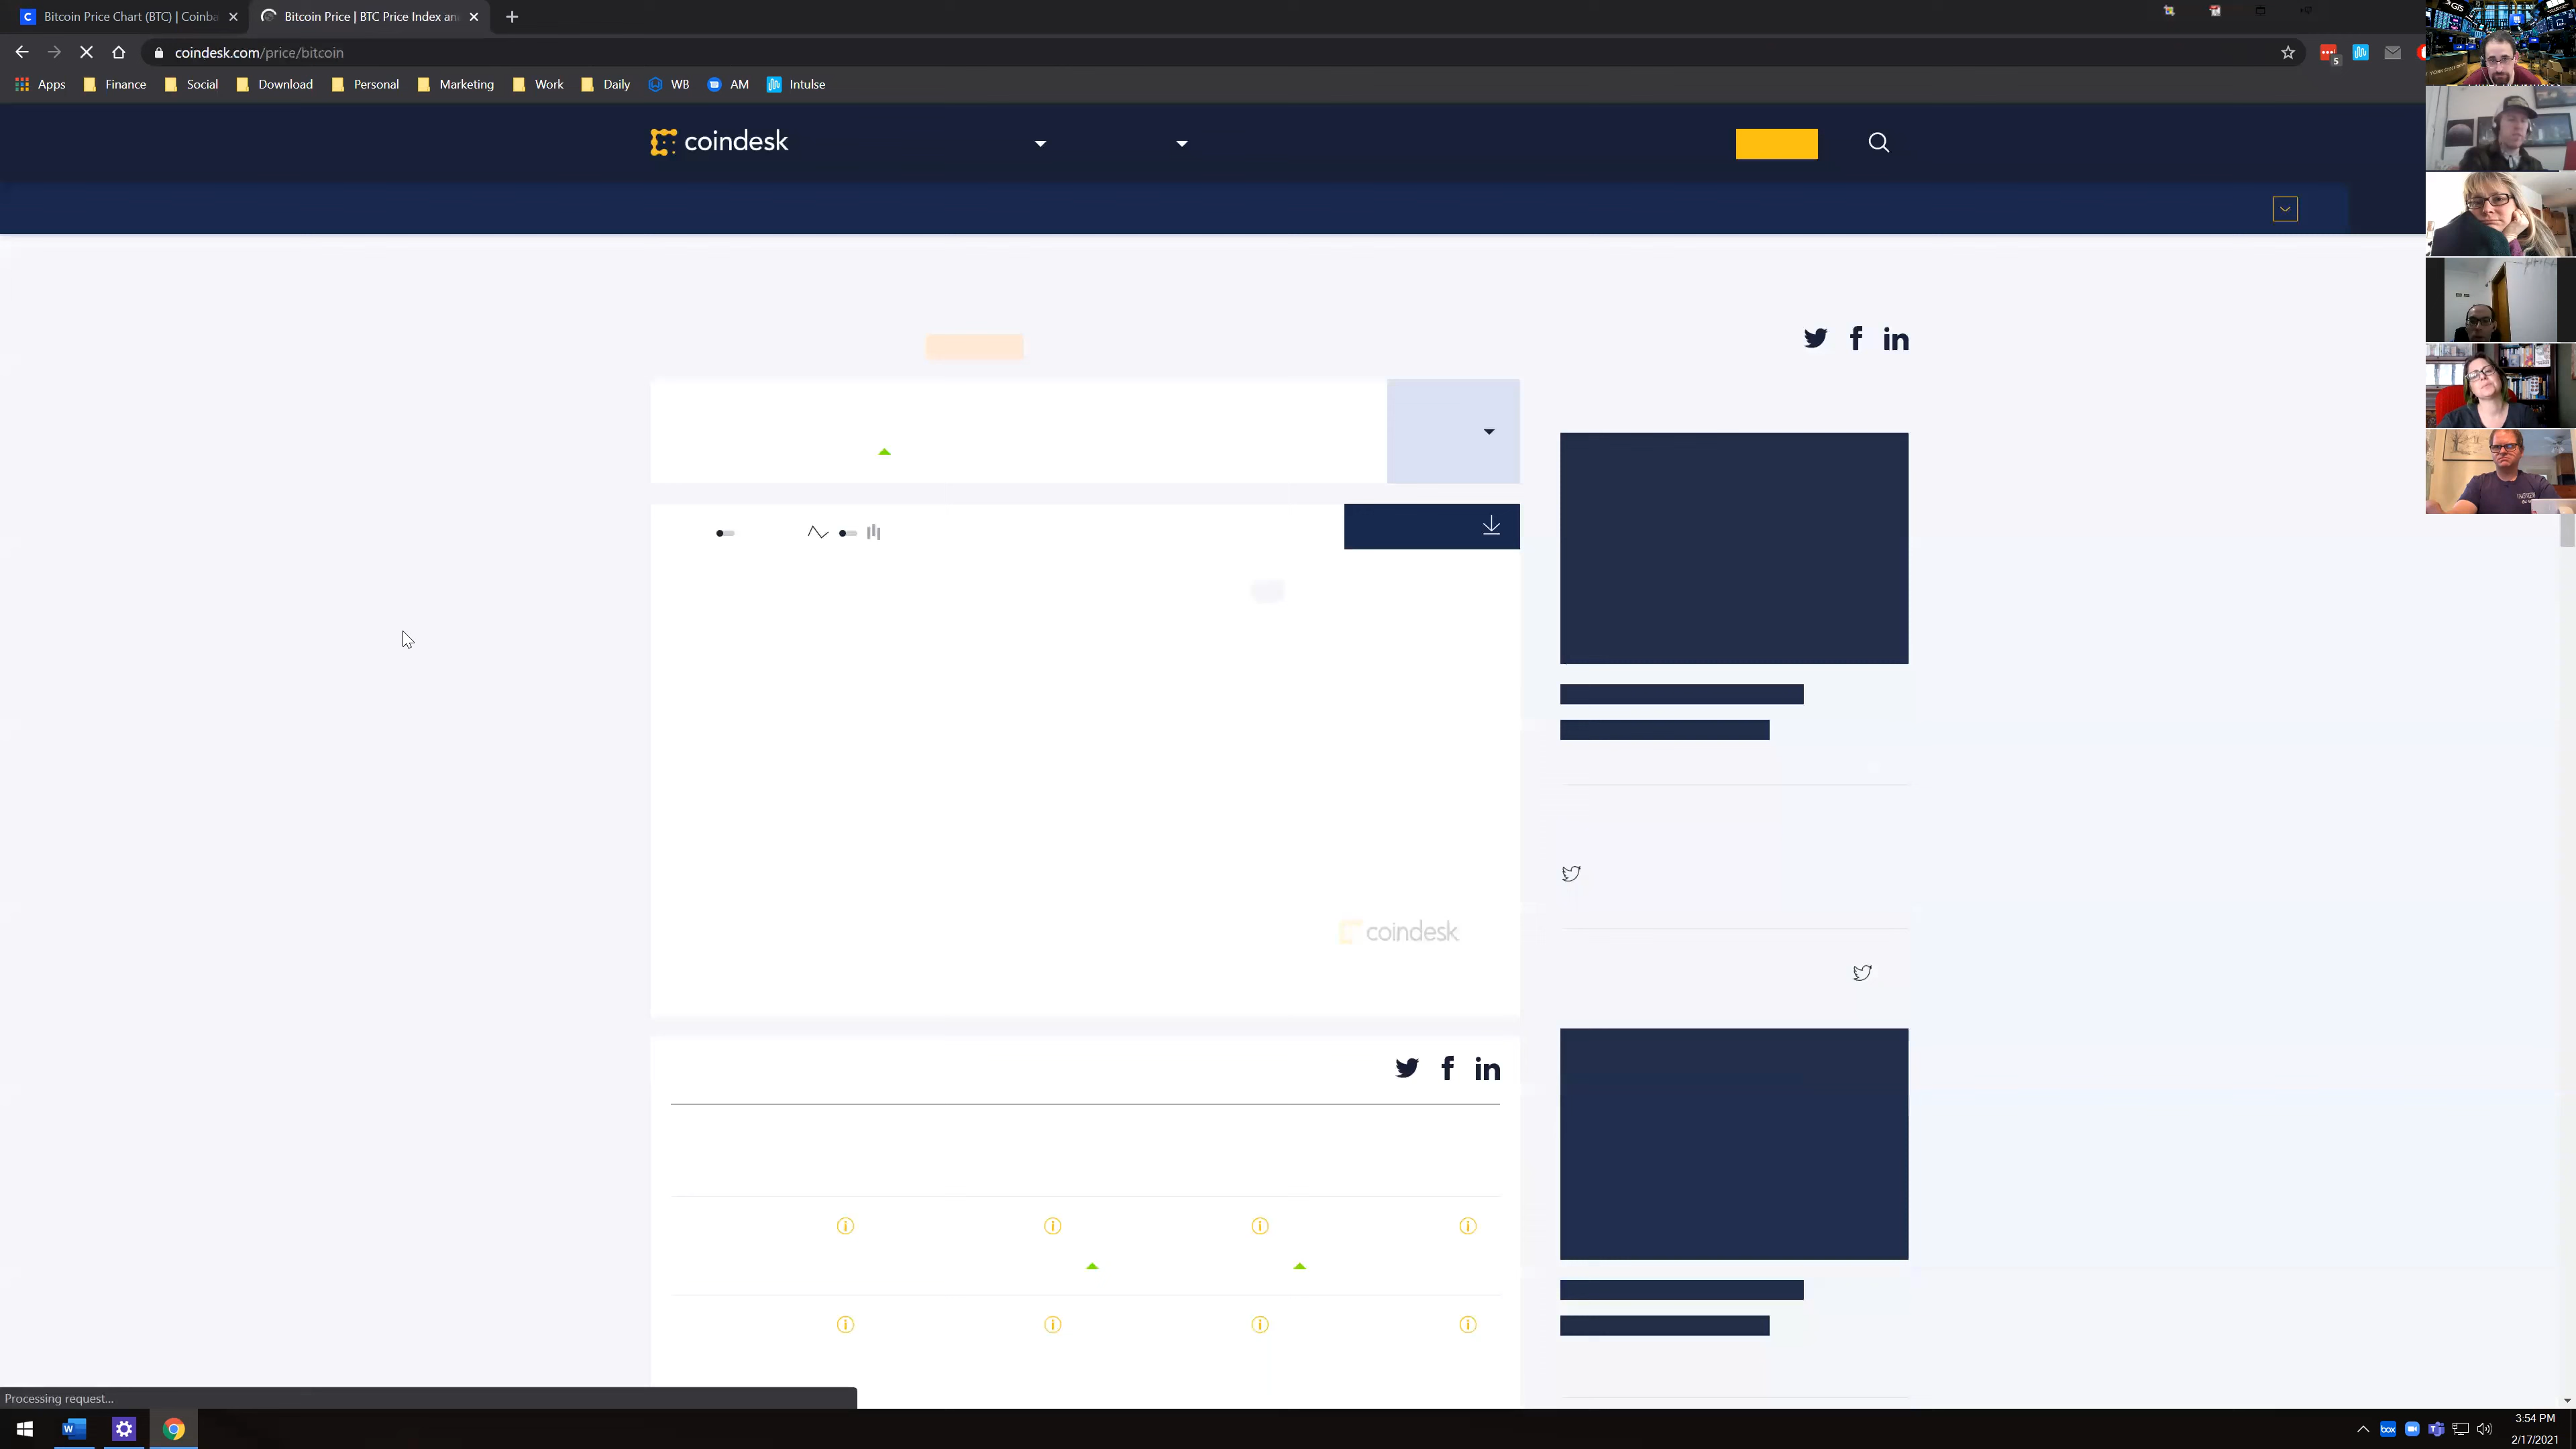 Bitcoin Price Chart (BTC) | Coinba
Bitcoin Price | BTC Price Index an
coindesk.com/price/bitcoin
5
Apps Finance Social Download Personal Marketing Work Daily WB AM Intulse
coindesk
coindesk
Processing request...
3:54 PM
2/17/2021